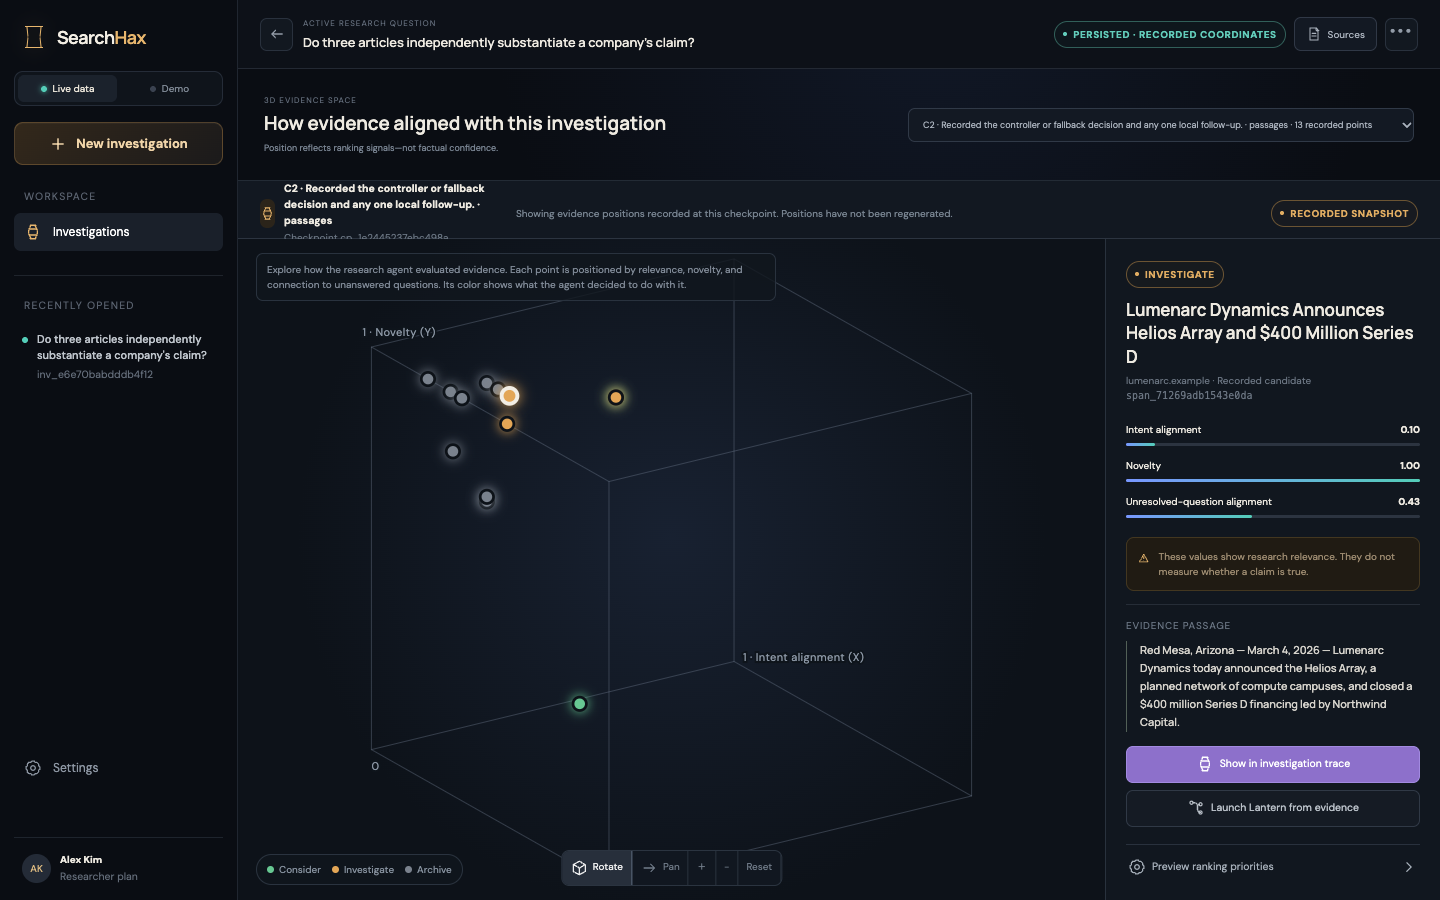 SearchHax
Live data
Demo
New investigation
WORKSPACE
Investigations
RECENTLY OPENED
Do three articles independently
substantiate a company's claim?
inv_e6e70babdddb4f12
Settings
AK
Alex Kim
Researcher plan
ACTIVE RESEARCH QUESTION
Do three articles independently substantiate a company's claim?
PERSISTED · RECORDED COORDINATES
Sources
3D EVIDENCE SPACE
How evidence aligned with this investigation
Position reflects ranking signals—not factual confidence.
C2 · Recorded the controller or fallback decision and any one local follow-up. · passages · 13 recorded points
C2 · Recorded the controller or fallback
decision and any one local follow-up. ·
passages
Checkpoint cp_1e2445237ebc498a
Showing evidence positions recorded at this checkpoint. Positions have not been regenerated.
RECORDED SNAPSHOT
Explore how the research agent evaluated evidence. Each point is positioned by relevance, novelty, and
connection to unanswered questions. Its color shows what the agent decided to do with it.
1 · Novelty (Y)
1 · Intent alignment (X)
0
Consider
Investigate
Archive
Rotate
Pan
+
-
Reset
INVESTIGATE
Lumenarc Dynamics Announces
Helios Array and $400 Million Series
D
lumenarc.example · Recorded candidate
span_71269adb1543e0da
Intent alignment 0.10
Novelty 1.00
Unresolved-question alignment 0.43
These values show research relevance. They do not
measure whether a claim is true.
EVIDENCE PASSAGE
Red Mesa, Arizona — March 4, 2026 — Lumenarc
Dynamics today announced the Helios Array, a
planned network of compute campuses, and closed a
$400 million Series D financing led by Northwind
Capital.
Show in investigation trace
Launch Lantern from evidence
Preview ranking priorities